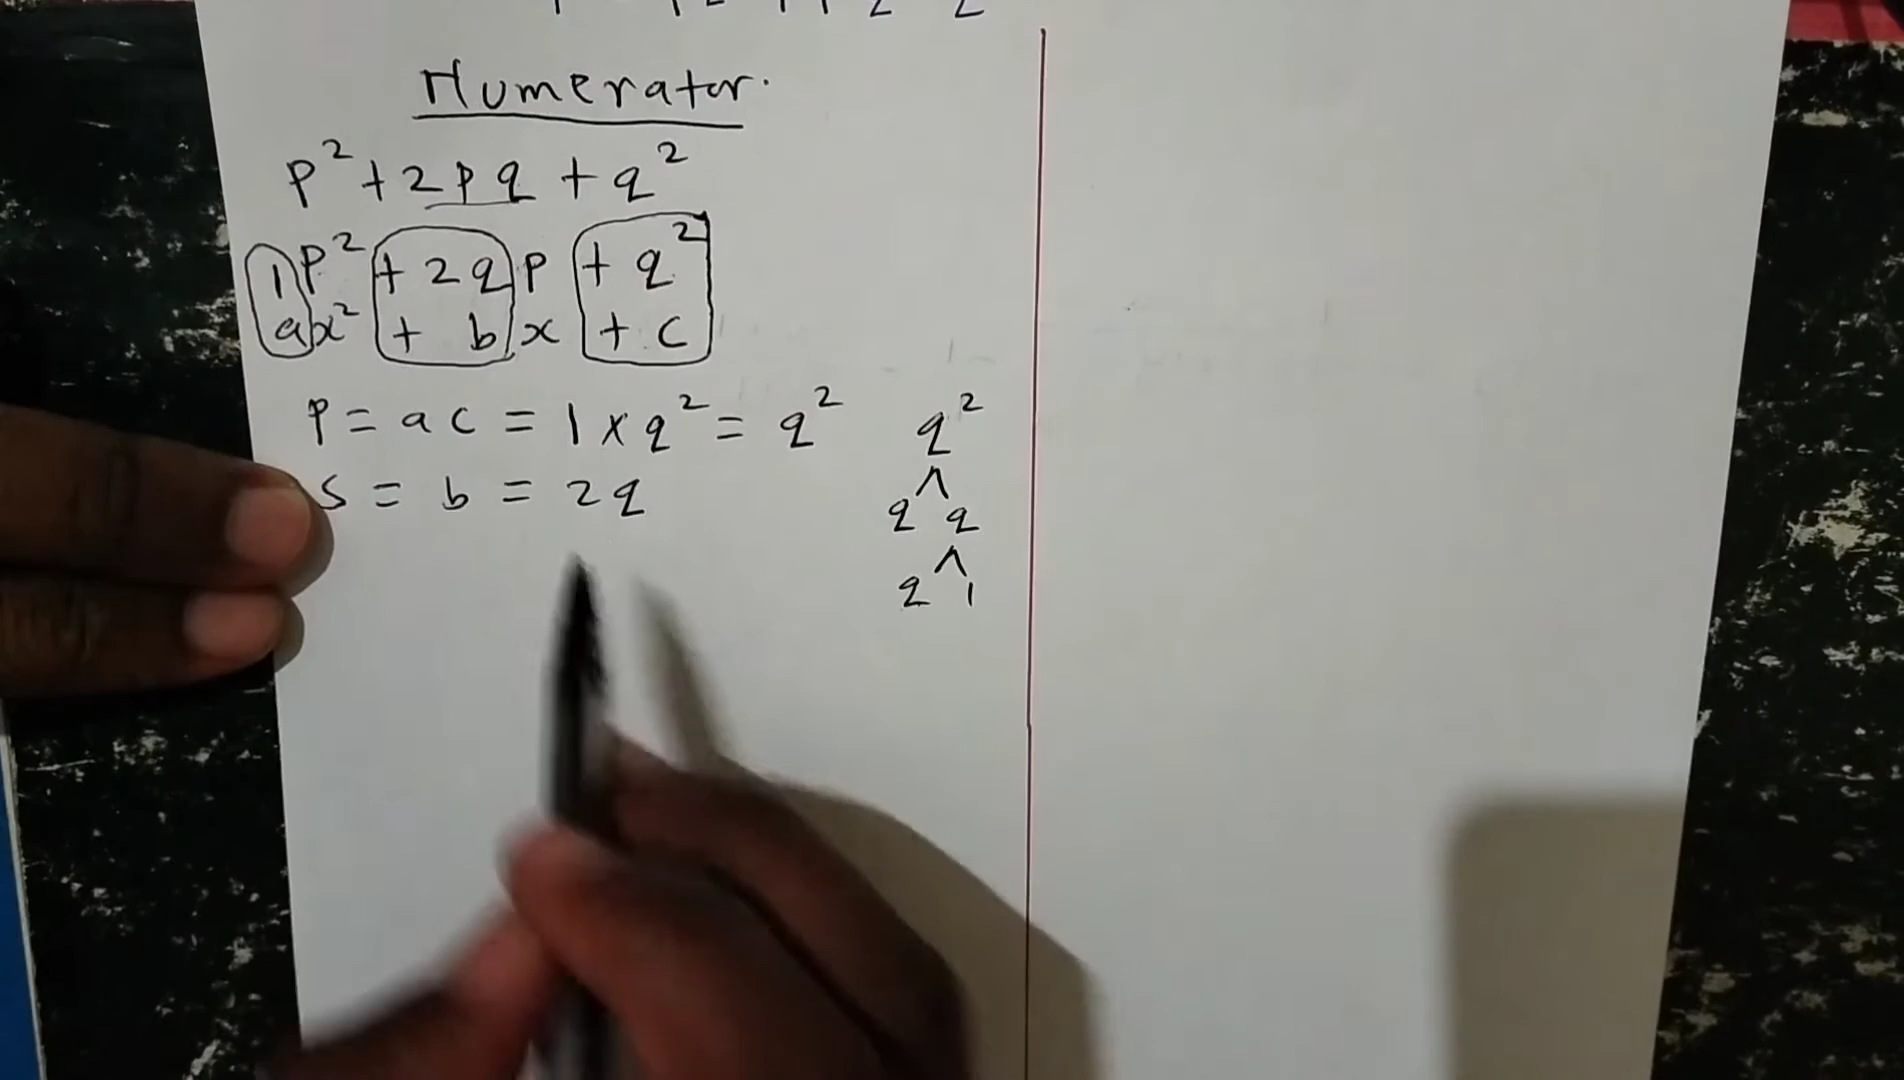 Numerator.
p² + 2pq + q²
1p² + 2qp + q²
ax² + bx + c
P = ac = 1 × q² = q²
s = b = 2q
q²
q q
q 1